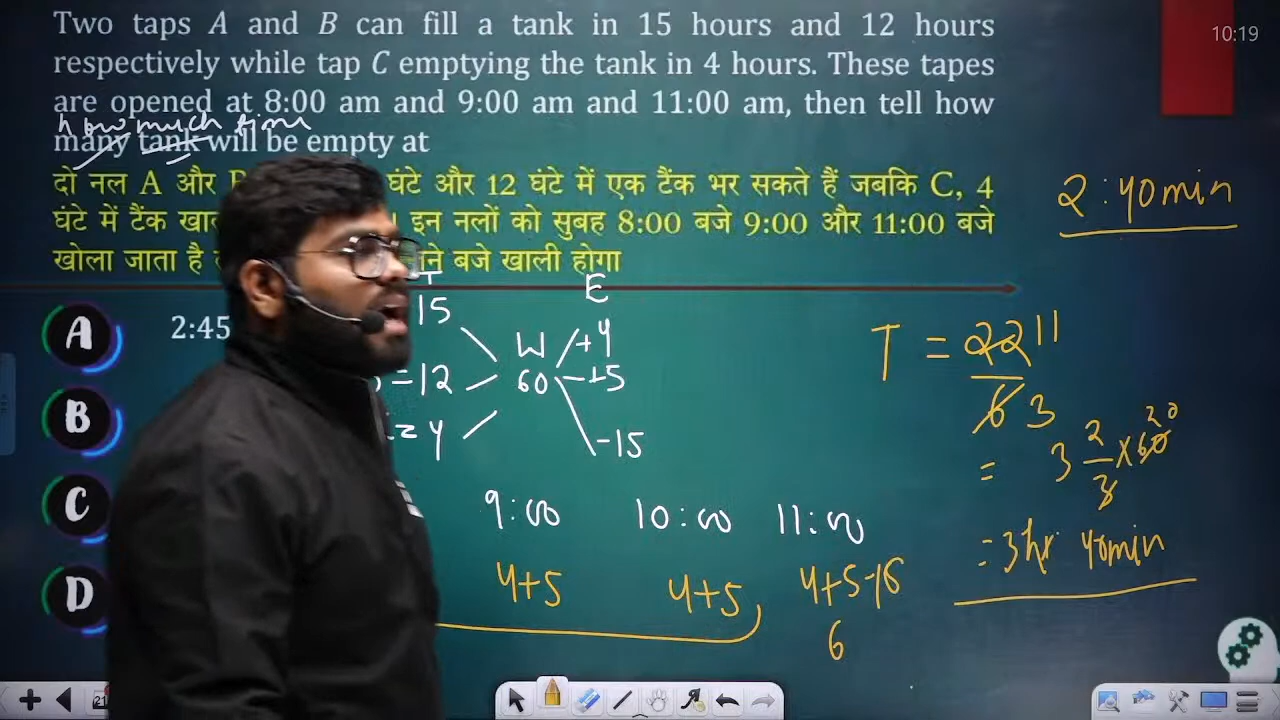 Two taps A and B can fill a tank in 15 hours and 12 hours
respectively while tap C emptying the tank in 4 hours. These tapes
are opened at 8:00 am and 9:00 am and 11:00 am, then tell how
how much time
many tank will be empty at
दो नल A और घंटे और 12 घंटे में एक टैंक भर सकते हैं जबकि C, 4
घंटे में टैंक इन नलों को सुबह 8:00 बजे 9:00 और 11:00 बजे
खोला जाता है बजे खाली होगा
10:19
2:40min
A 2:45
B
C
D
T
15
=12
=4
W
60
E
+4
+5
-15
9:00 10:00 11:00
4+5 4+5 4+5-15
6
T = 22 11
6 3
= 3 2/3 × 60 20
= 3 hr 40min
21